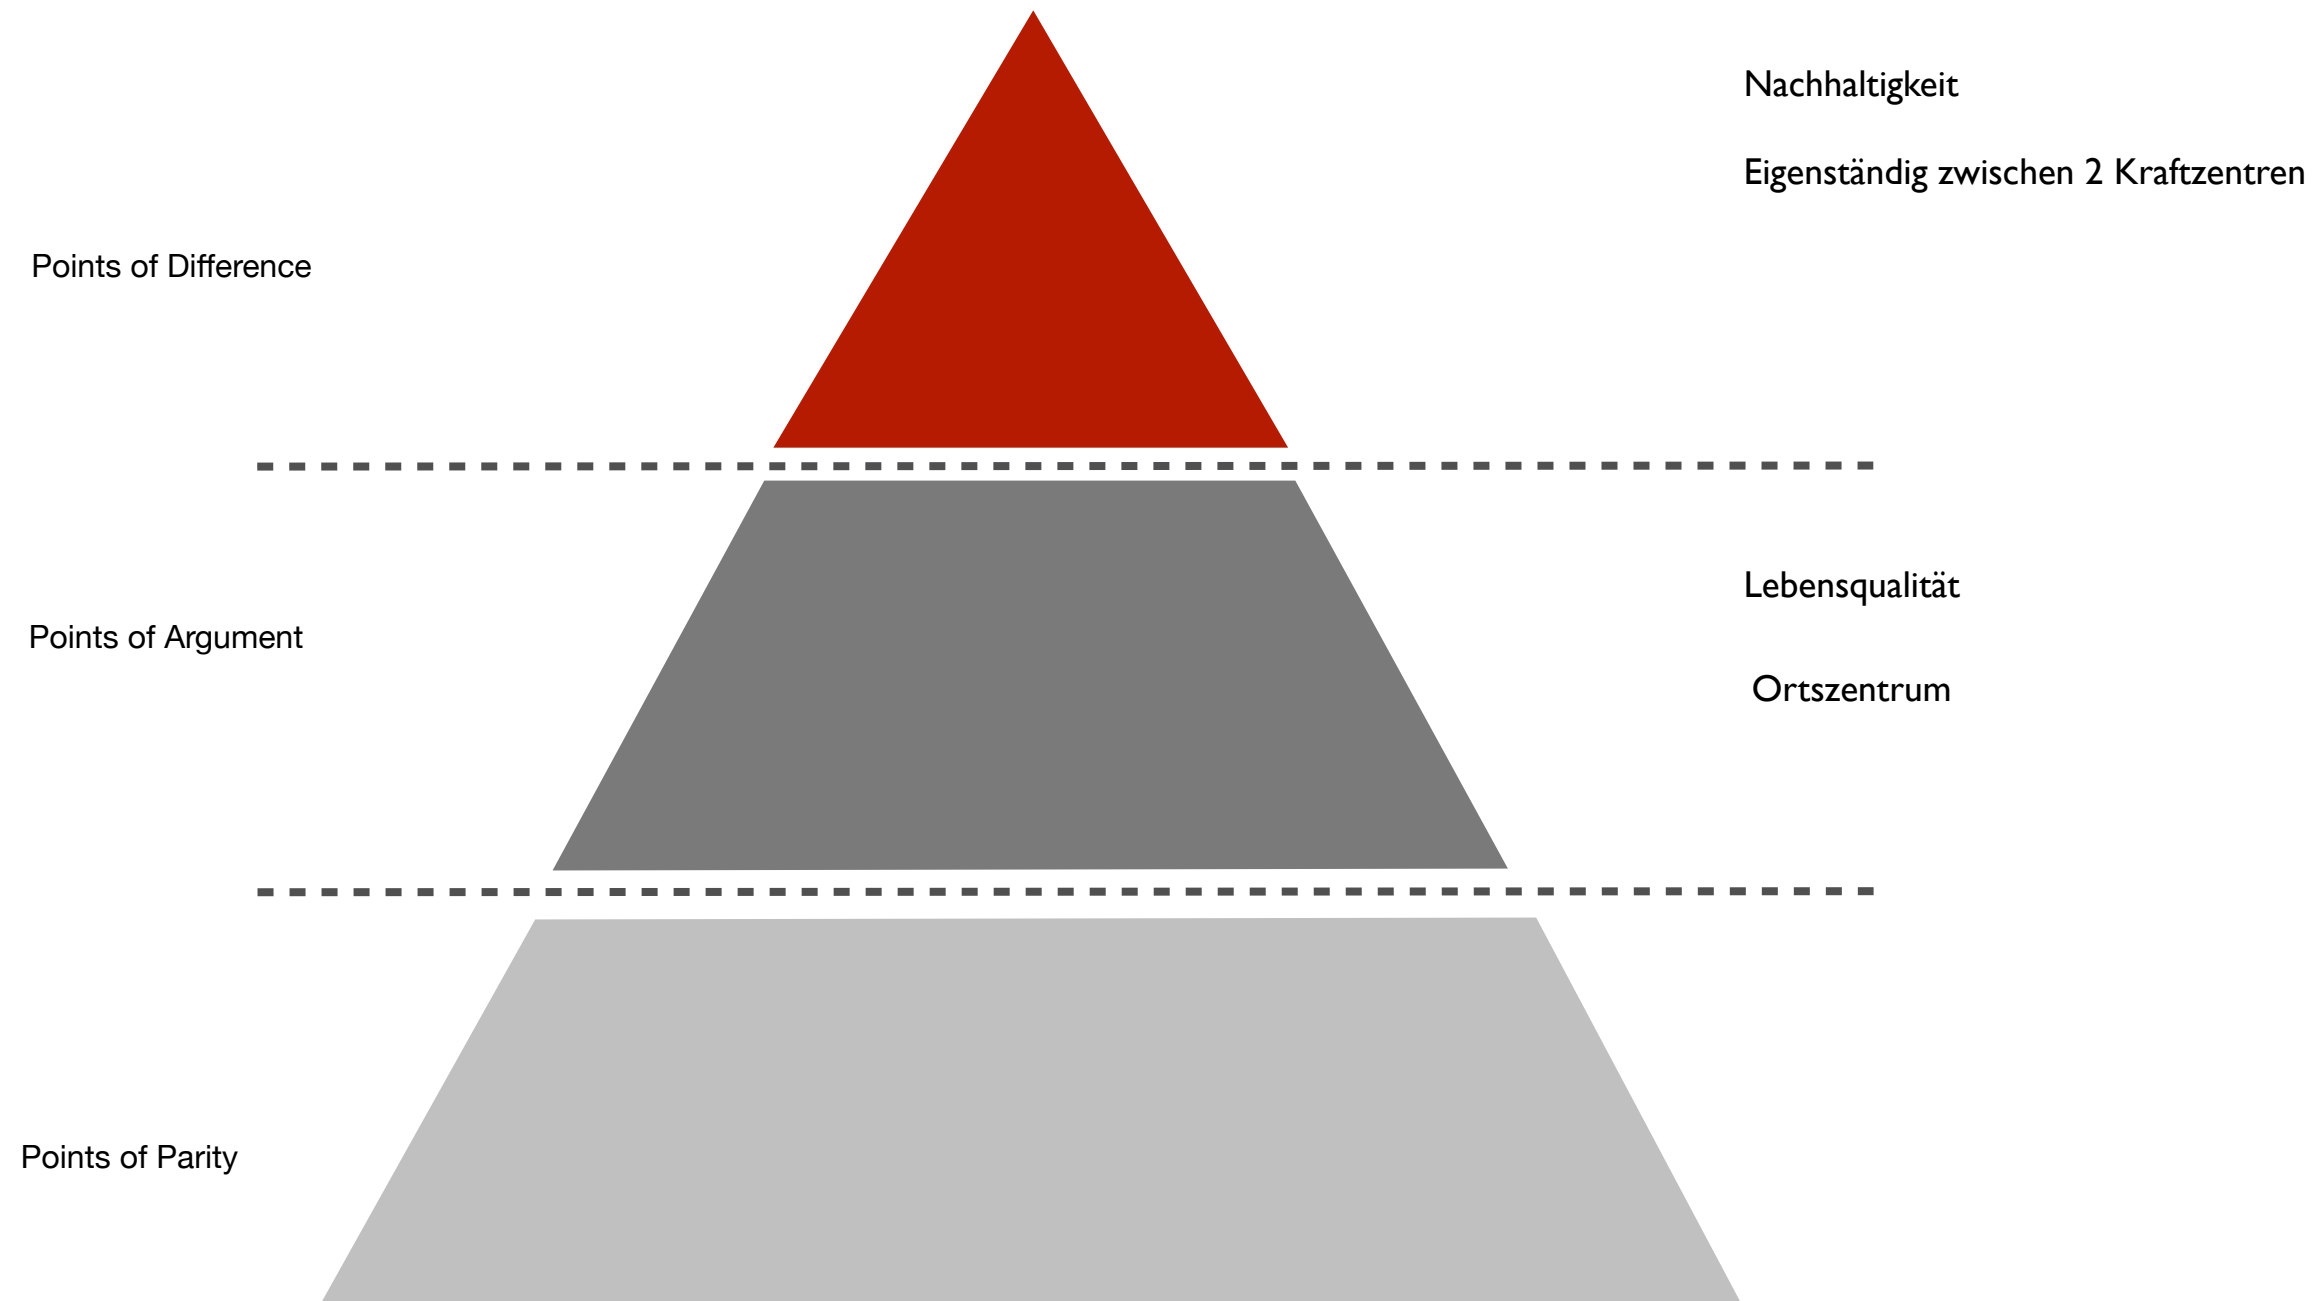 Nachhaltigkeit
Eigenständig zwischen 2 Kraftzentren
Points of Difference
Lebensqualität
Points of Argument
Ortszentrum
Points of Parity